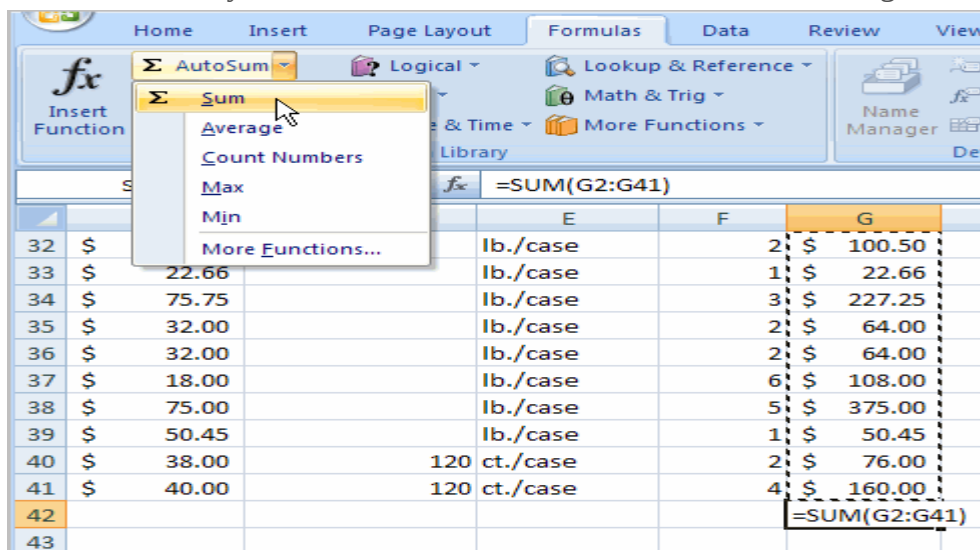 Home Insert Page Layout Formulas Data Review View
fx Insert Function
Σ AutoSum
Logical
Lookup & Reference
Σ Sum
Math & Trig
Name Manager
Average
& Time
More Functions
Count Numbers
Library
De
Max
fx =SUM(G2:G41)
Min
More Functions...
E F G
32 $ lb./case 2 $ 100.50
33 $ 22.66 lb./case 1 $ 22.66
34 $ 75.75 lb./case 3 $ 227.25
35 $ 32.00 lb./case 2 $ 64.00
36 $ 32.00 lb./case 2 $ 64.00
37 $ 18.00 lb./case 6 $ 108.00
38 $ 75.00 lb./case 5 $ 375.00
39 $ 50.45 lb./case 1 $ 50.45
40 $ 38.00 120 ct./case 2 $ 76.00
41 $ 40.00 120 ct./case 4 $ 160.00
42 =SUM(G2:G41)
43